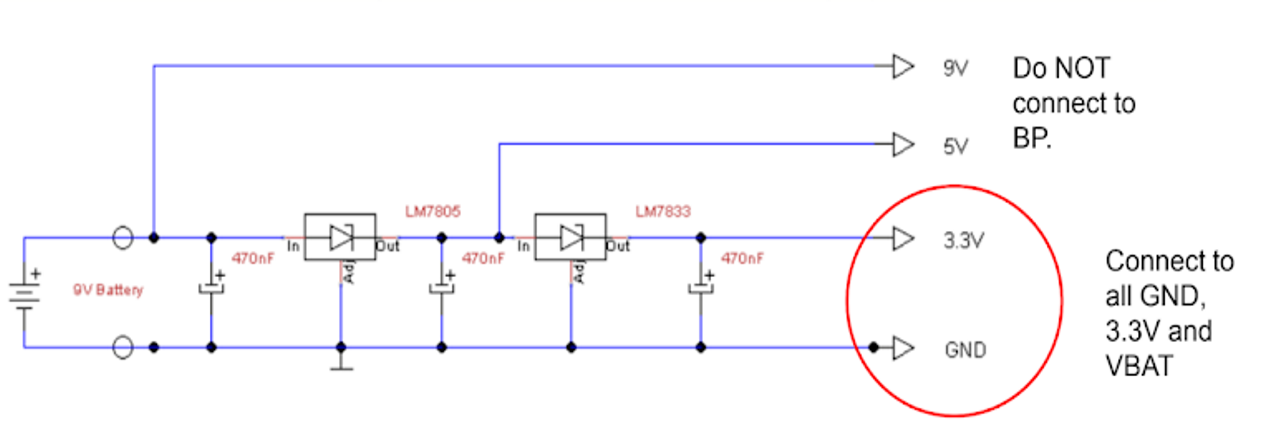 9V
Do NOT
connect to
BP.
5V
LM7805
LM7833
In
Out
In
Out
3.3V
470nF
470nF
470nF
Adj
Adj
+
+
+
+
9V Battery
Connect to
all GND,
3.3V and
VBAT
GND